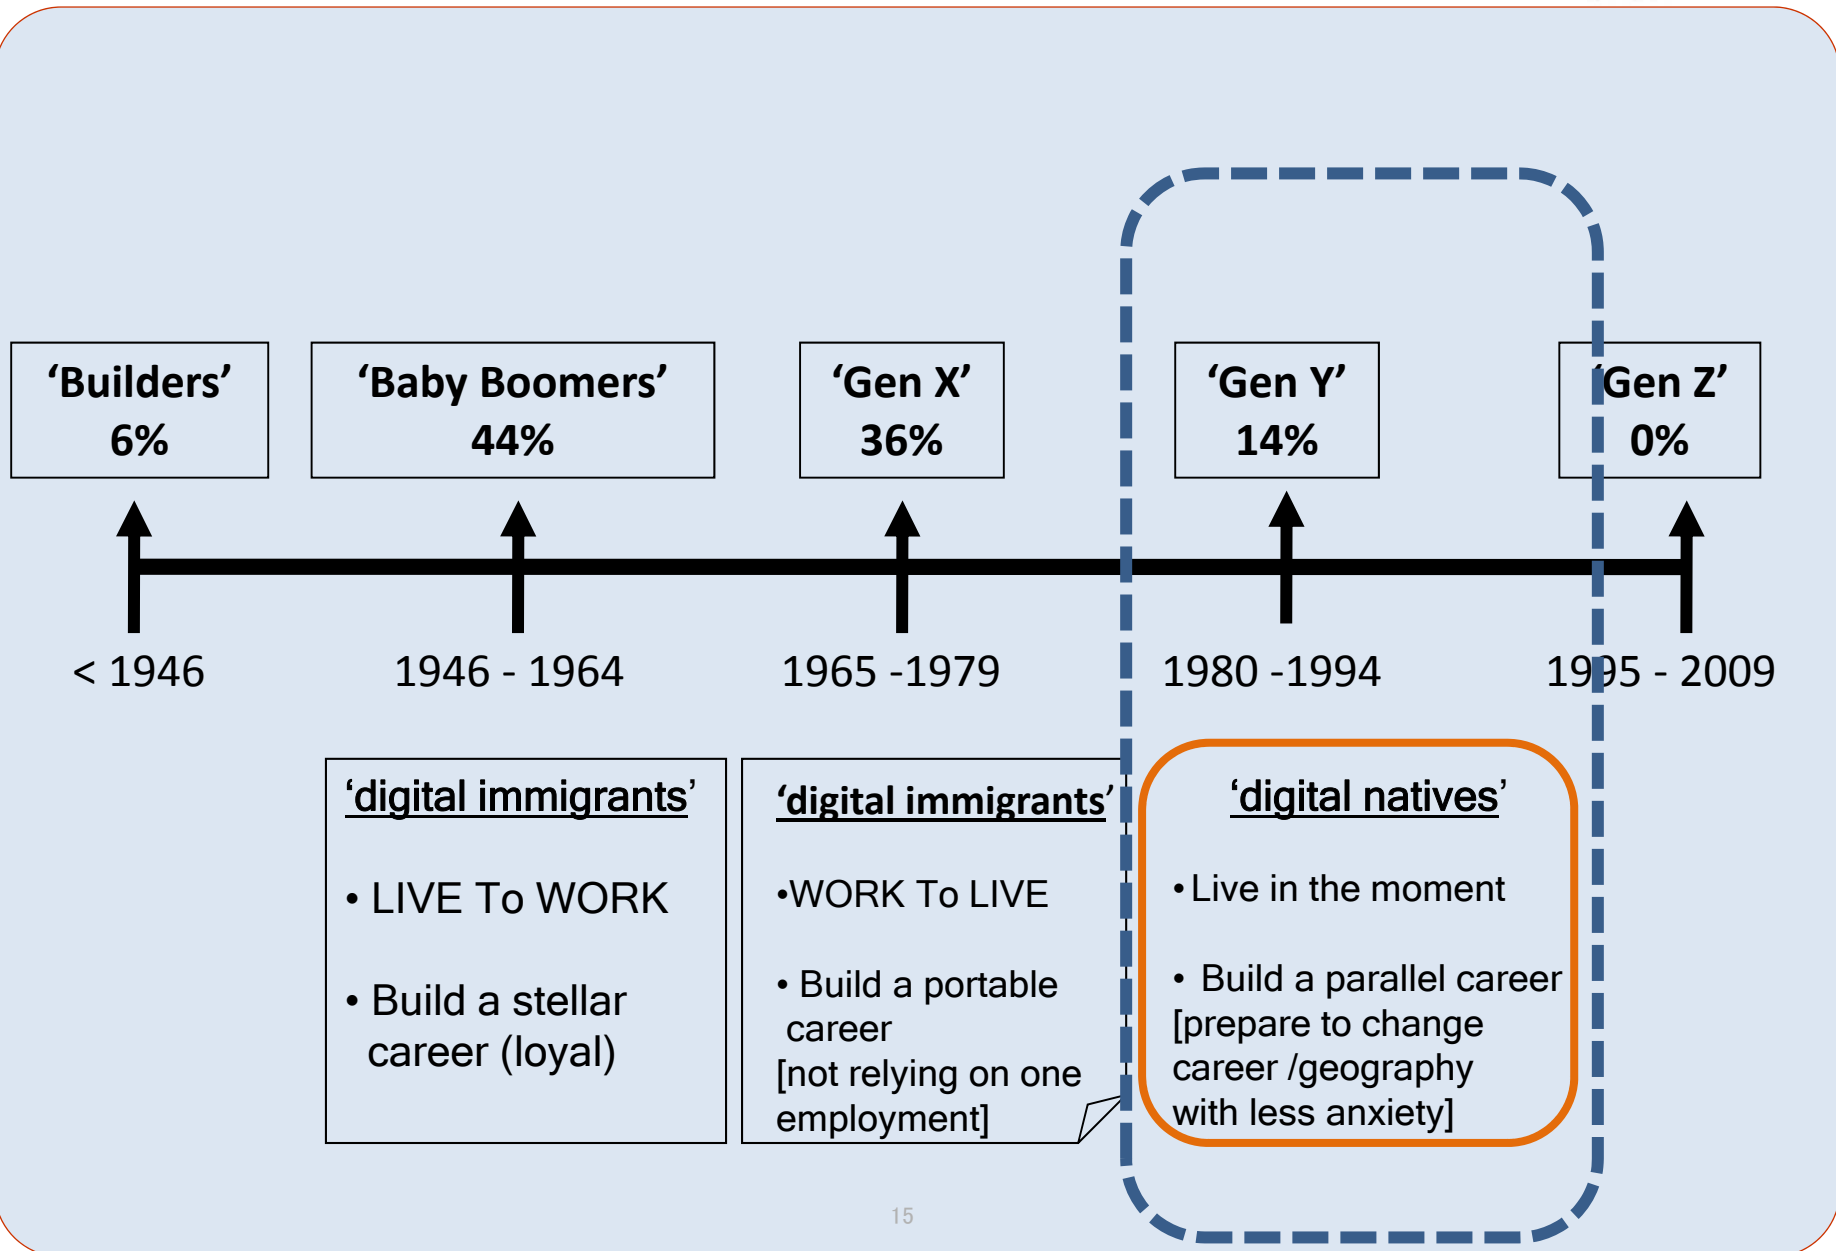 ‘Builders’
6%
‘Baby Boomers’
44%
‘Gen X’
36%
‘Gen Y’
14%
‘Gen Z’
0%
< 1946
1946 - 1964
1965 -1979
1980 -1994
1995 - 2009
‘digital immigrants’
• LIVE To WORK
• Build a stellar
career (loyal)
‘digital immigrants’
•WORK To LIVE
• Build a portable
career
[not relying on one
employment]
‘digital natives’
•Live in the moment
• Build a parallel career
[prepare to change
career /geography
with less anxiety]
15